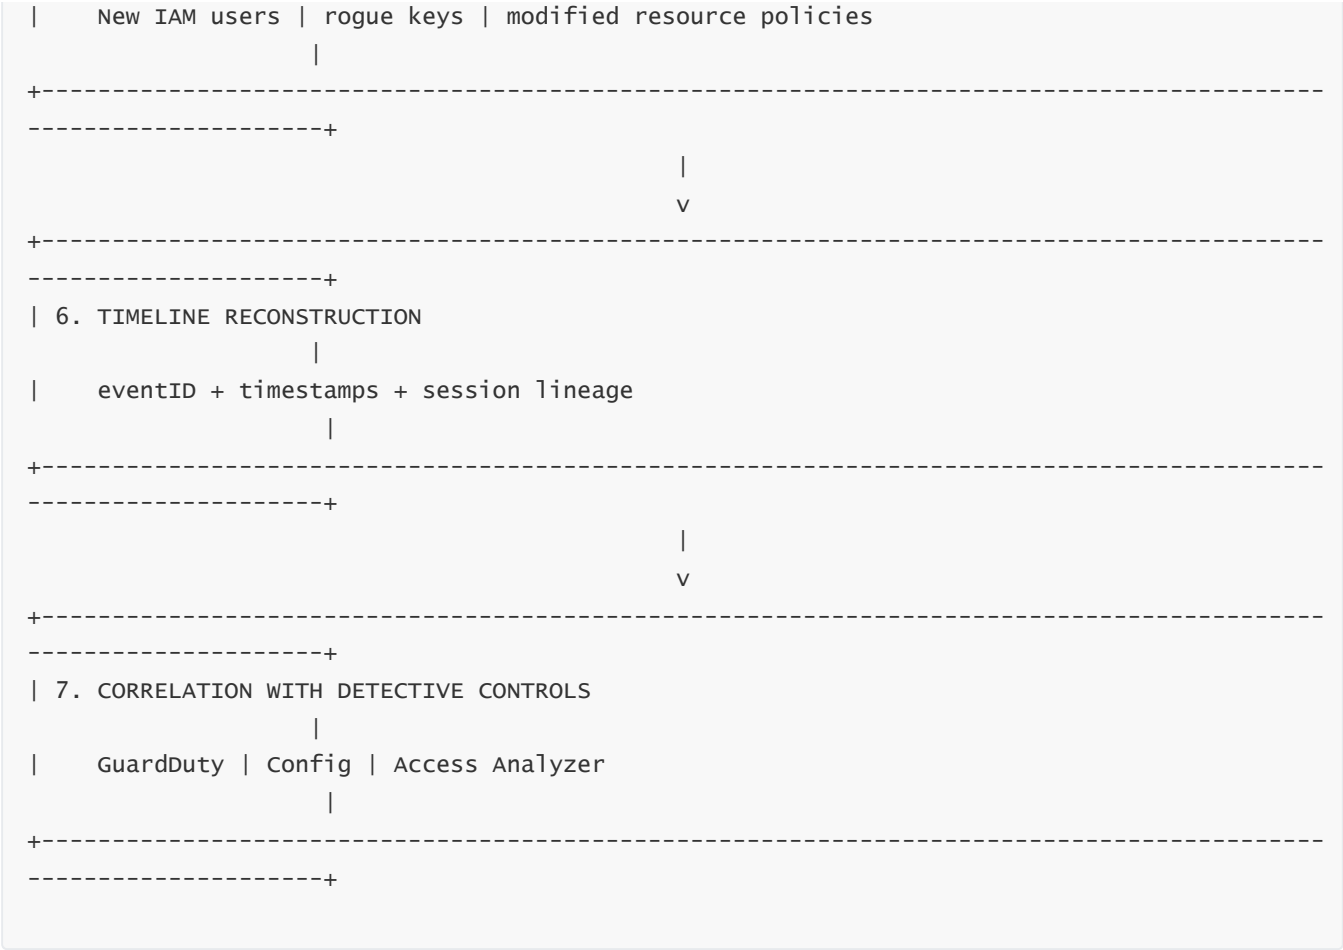 |    New IAM users | rogue keys | modified resource policies
                    |
+-------------------------------------------------------------------------------------------
---------------------+
                                              |
                                              v
+-------------------------------------------------------------------------------------------
---------------------+
| 6. TIMELINE RECONSTRUCTION
                    |
|    eventID + timestamps + session lineage
                     |
+-------------------------------------------------------------------------------------------
---------------------+
                                              |
                                              v
+-------------------------------------------------------------------------------------------
---------------------+
| 7. CORRELATION WITH DETECTIVE CONTROLS
                    |
|    GuardDuty | Config | Access Analyzer
                     |
+-------------------------------------------------------------------------------------------
---------------------+